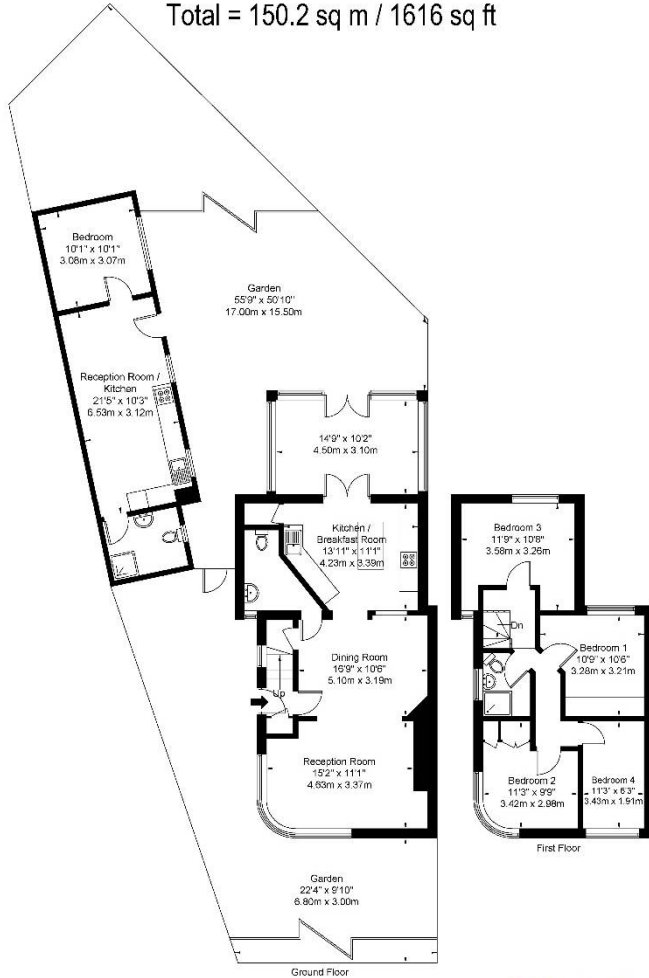 Total = 150.2 sq m / 1616 sq ft
Bedroom
10'1" x 10'1"
3.08m x 3.07m
Garden
55'9" x 50'10"
17.00m x 15.50m
Reception Room /
Kitchen
21'5" x 10'3"
6.53m x 3.12m
14'9" x 10'2"
4.50m x 3.10m
Kitchen /
Breakfast Room
13'11" x 11'1"
4.23m x 3.39m
Bedroom 3
11'9" x 10'8"
3.58m x 3.26m
Dn
Bedroom 1
10'9" x 10'6"
3.28m x 3.21m
Dining Room
16'9" x 10'6"
5.10m x 3.19m
Up
Reception Room
15'2" x 11'1"
4.63m x 3.37m
Bedroom 2
11'3" x 9'9"
3.42m x 2.98m
Bedroom 4
11'3" x 6'3"
3.43m x 1.91m
First Floor
Garden
22'4" x 9'10"
6.80m x 3.00m
Ground Floor